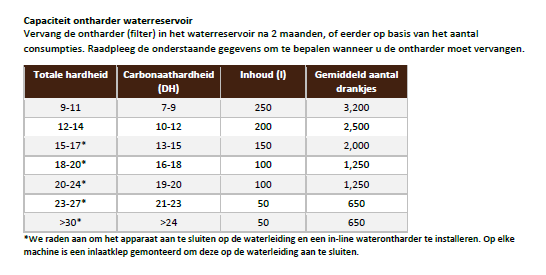 Capaciteit ontharder waterreservoir
Vervang de ontharder (filter) in het waterreservoir na 2 maanden, of eerder op basis van het aantal
consumpties. Raadpleeg de onderstaande gegevens om te bepalen wanneer u de ontharder moet vervangen.
Totale hardheid Carbonaathardheid (DH) Inhoud (l) Gemiddeld aantal drankjes
9-11 7-9 250 3,200
12-14 10-12 200 2,500
15-17* 13-15 150 2,000
18-20* 16-18 100 1,250
20-24* 19-20 100 1,250
23-27* 21-23 50 650
>30* >24 50 650
*We raden aan om het apparaat aan te sluiten op de waterleiding en een in-line waterontharder te installeren. Op elke
machine is een inlaatklep gemonteerd om deze op de waterleiding aan te sluiten.